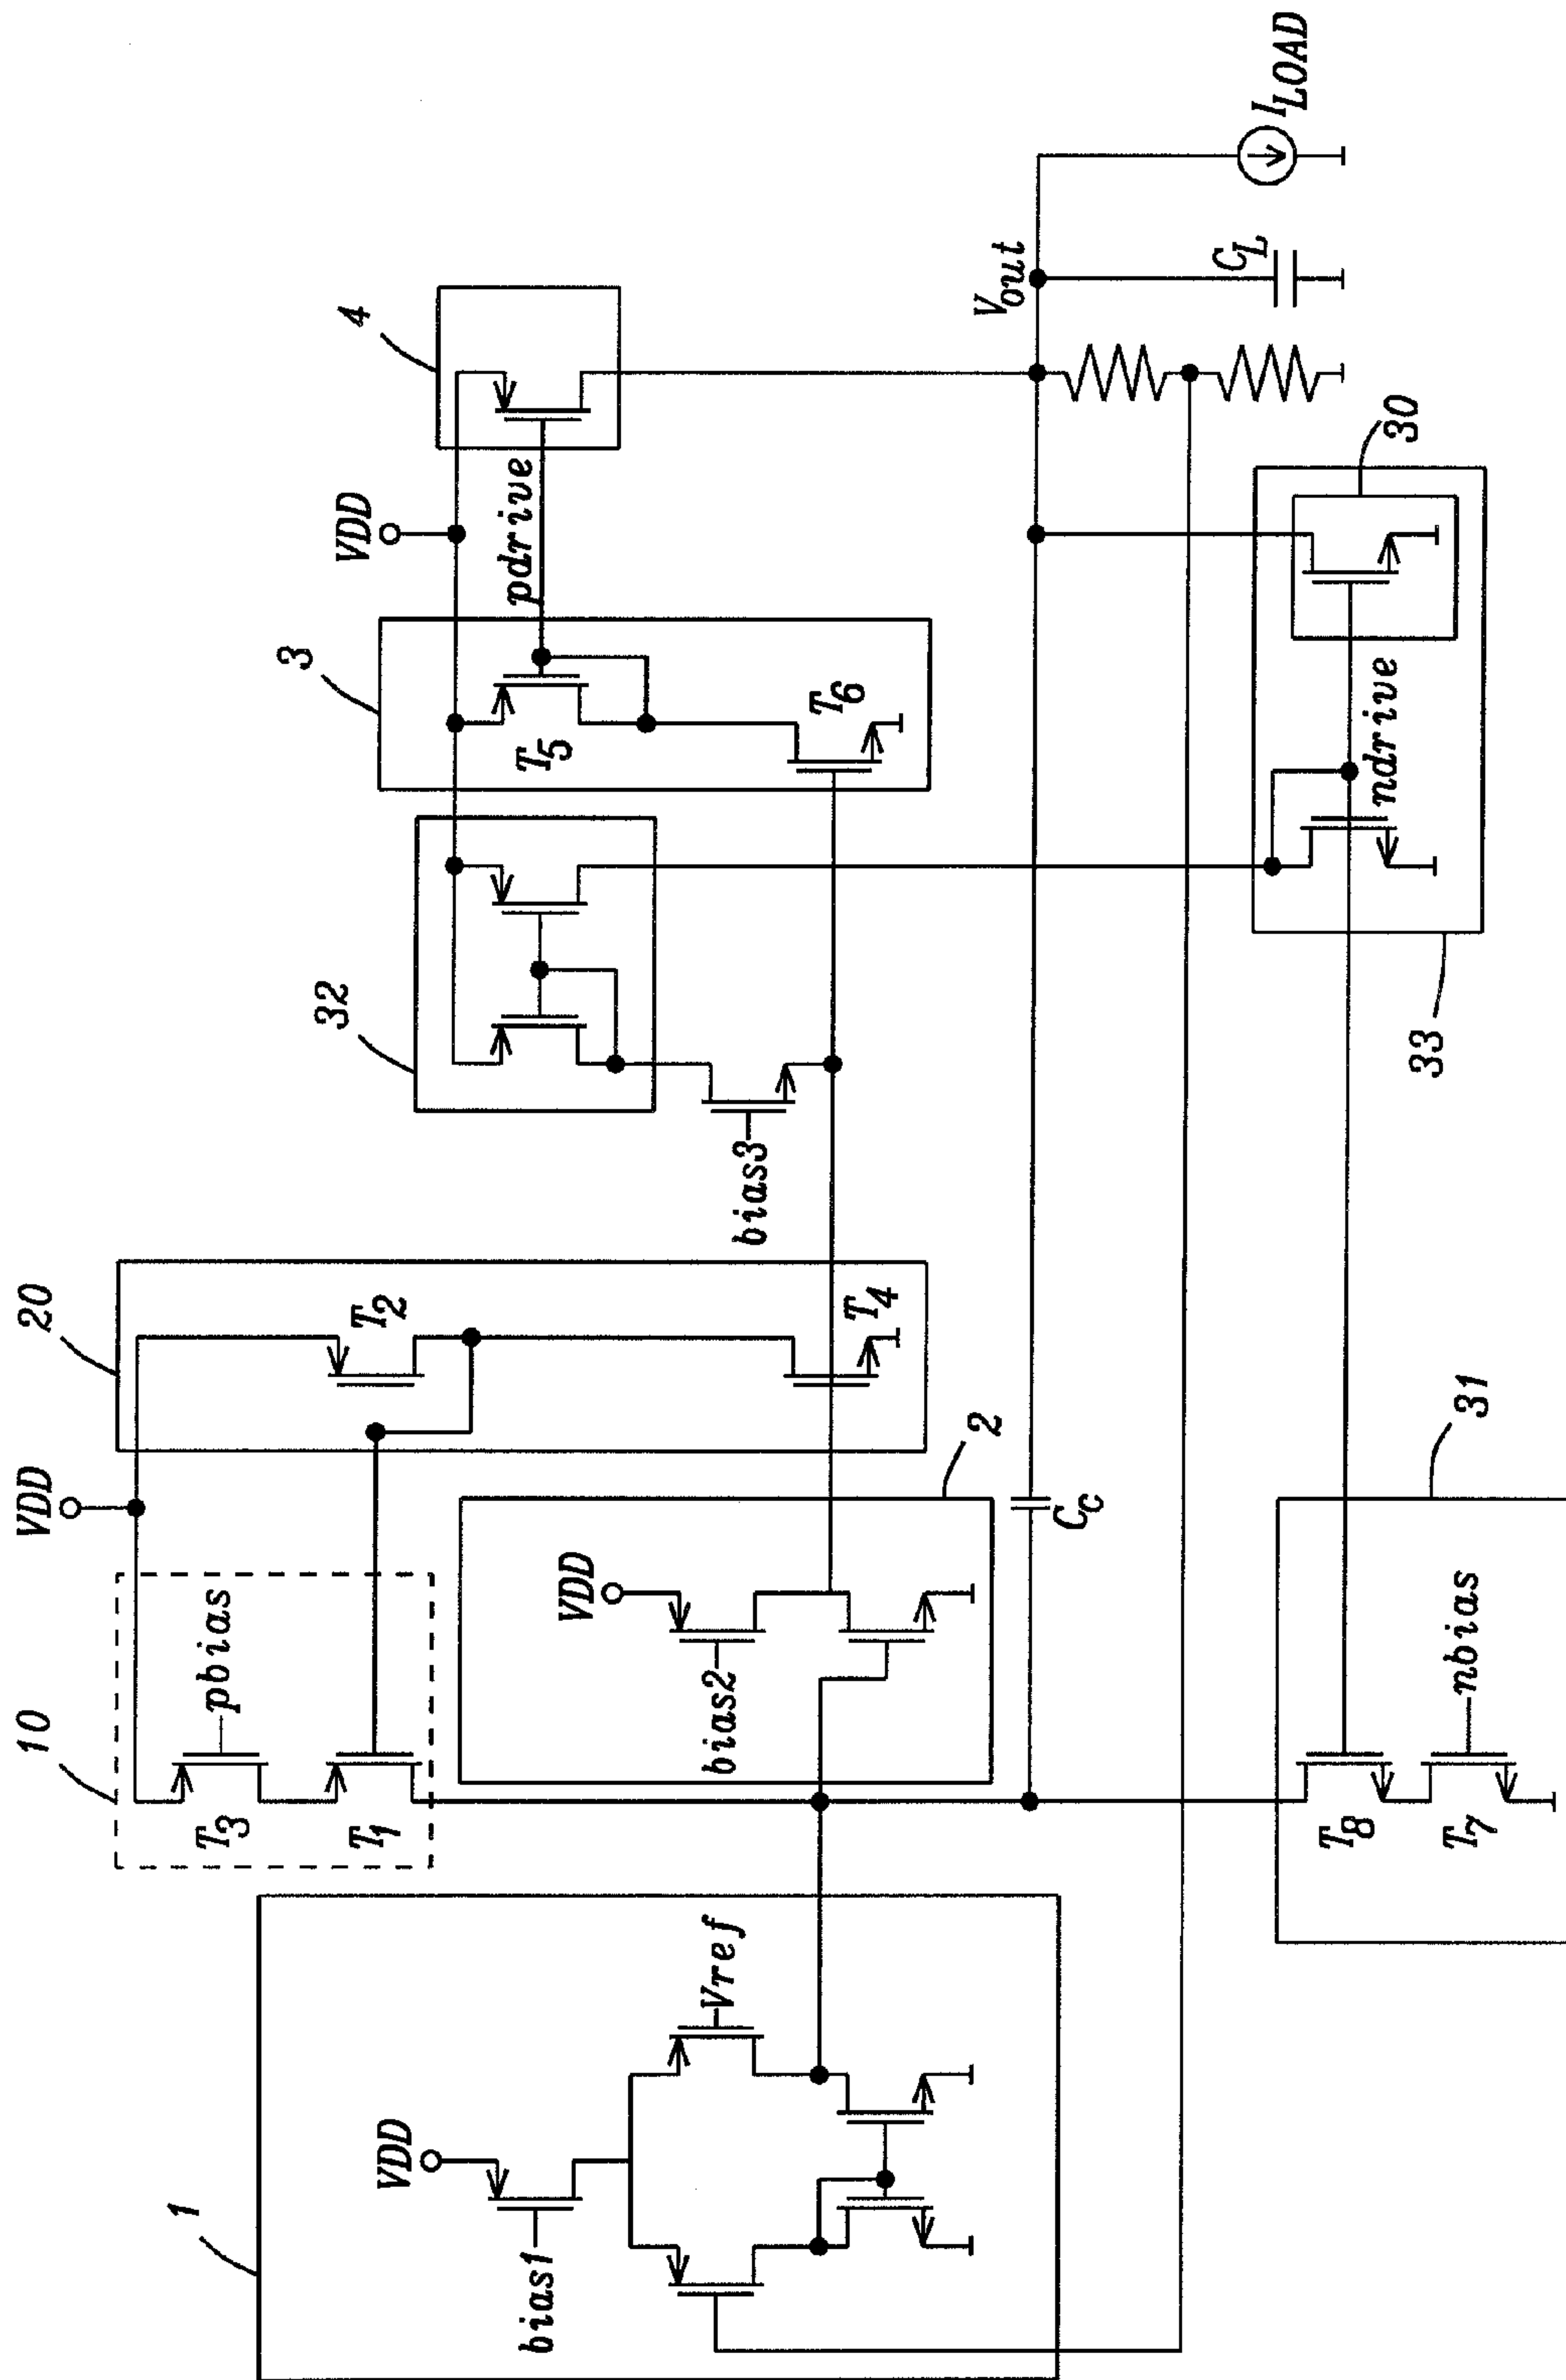 10
VDD
20
pbias
T3
T1
T2
T4
1
VDD
bias1
Vref
VDD
bias2
2
CC
32
bias3
3
T5
T6
VDD
pdrive
4
Vout
CL
ILOAD
31
T8
T7
nbias
33
ndrive
30